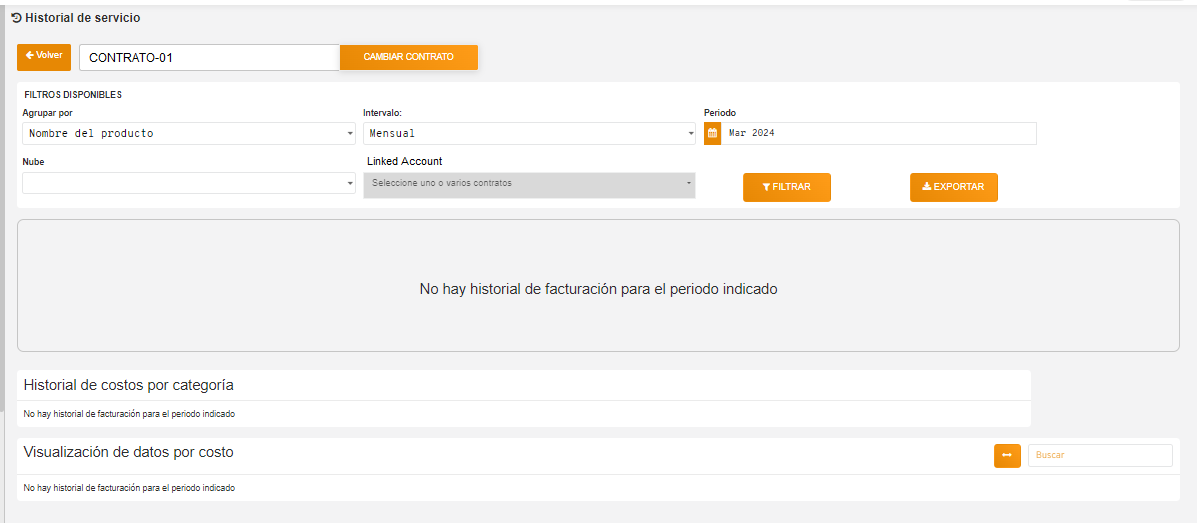 Historial de servicio
Volver
CONTRATO-01
CAMBIAR CONTRATO
FILTROS DISPONIBLES
Agrupar por
Intervalo:
Periodo
Nombre del producto
Mensual
Mar 2024
Nube
Linked Account
Seleccione uno o varios contratos
FILTRAR
EXPORTAR
No hay historial de facturación para el periodo indicado
Historial de costos por categoría
No hay historial de facturación para el periodo indicado
Visualización de datos por costo
Buscar
No hay historial de facturación para el periodo indicado